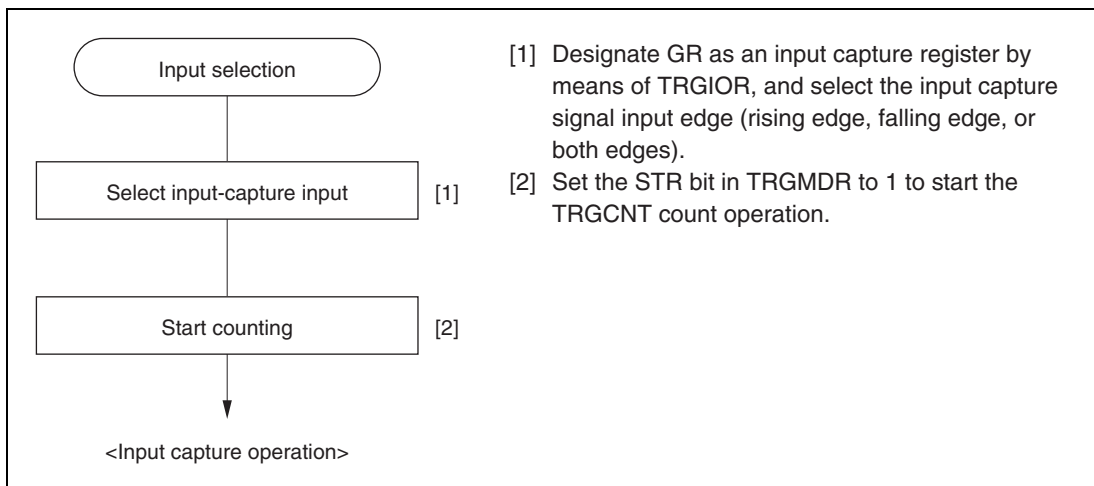 Input selection
Select input-capture input [1]
Start counting [2]
<Input capture operation>
[1] Designate GR as an input capture register by
means of TRGIOR, and select the input capture
signal input edge (rising edge, falling edge, or
both edges).
[2] Set the STR bit in TRGMDR to 1 to start the
TRGCNT count operation.